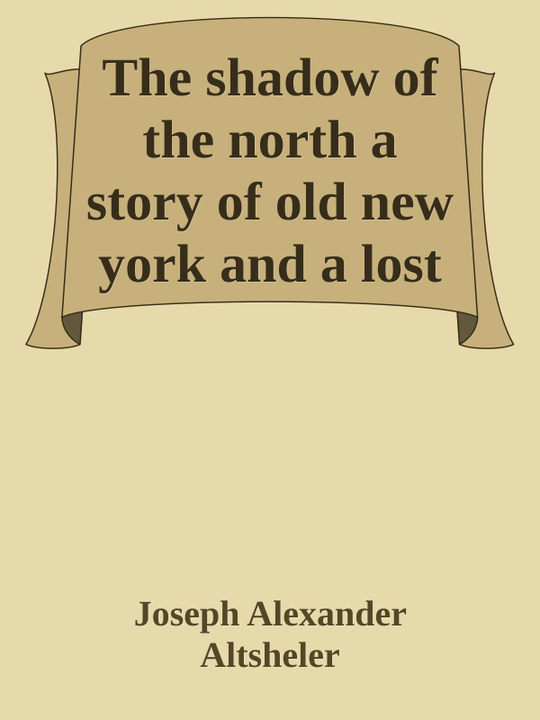 The shadow of
the north a
story of old new
york and a lost
Joseph Alexander
Altsheler